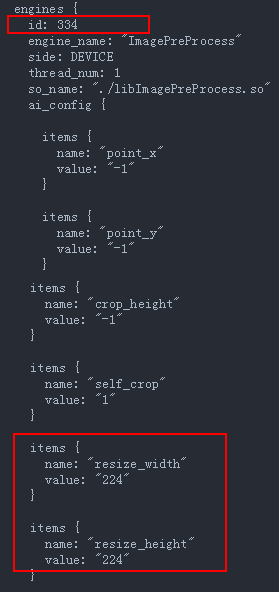 engines {
id: 334
engine_name: "ImagePreProcess"
side: DEVICE
thread_num: 1
so_name: "./libImagePreProcess.so"
ai_config {
items {
name: "point_x"
value: "-1"
}
items {
name: "point_y"
value: "-1"
}
items {
name: "crop_height"
value: "-1"
}
items {
name: "self_crop"
value: "1"
}
items {
name: "resize_width"
value: "224"
}
items {
name: "resize_height"
value: "224"
}